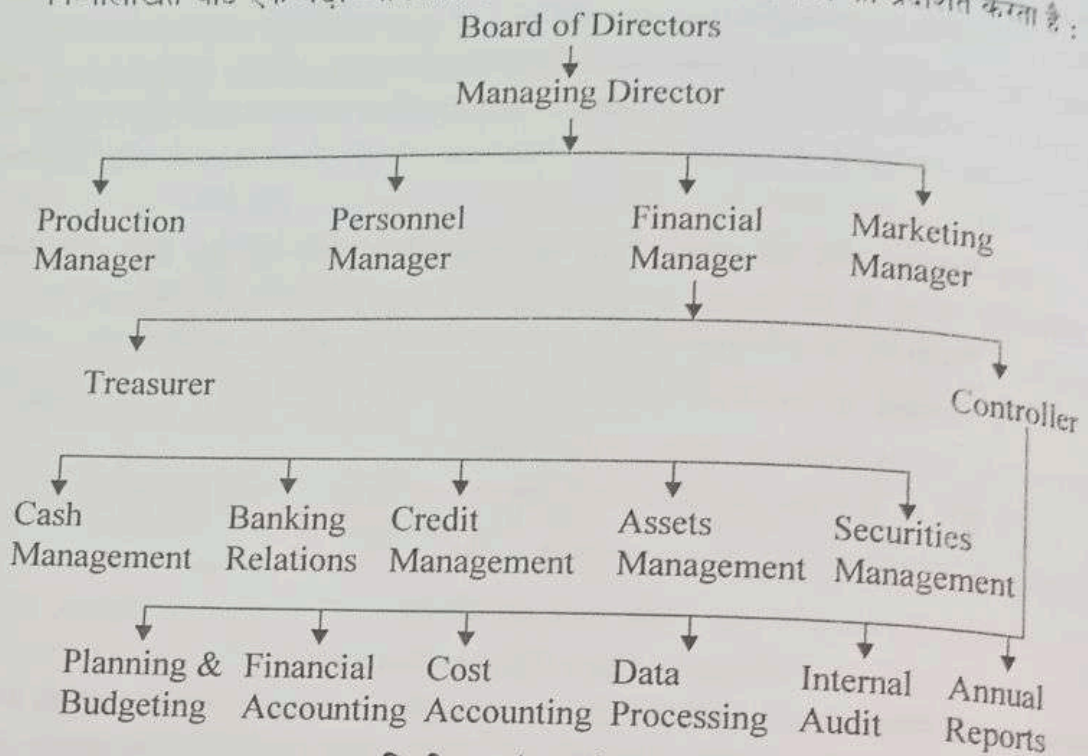 करता है :
Board of Directors
Managing Director
Production
Manager
Personnel
Manager
Financial
Manager
Marketing
Manager
Treasurer
Controller
Cash
Management
Banking
Relations
Credit
Management
Assets
Management
Securities
Management
Planning &
Budgeting
Financial
Accounting
Cost
Accounting
Data
Processing
Internal
Audit
Annual
Reports